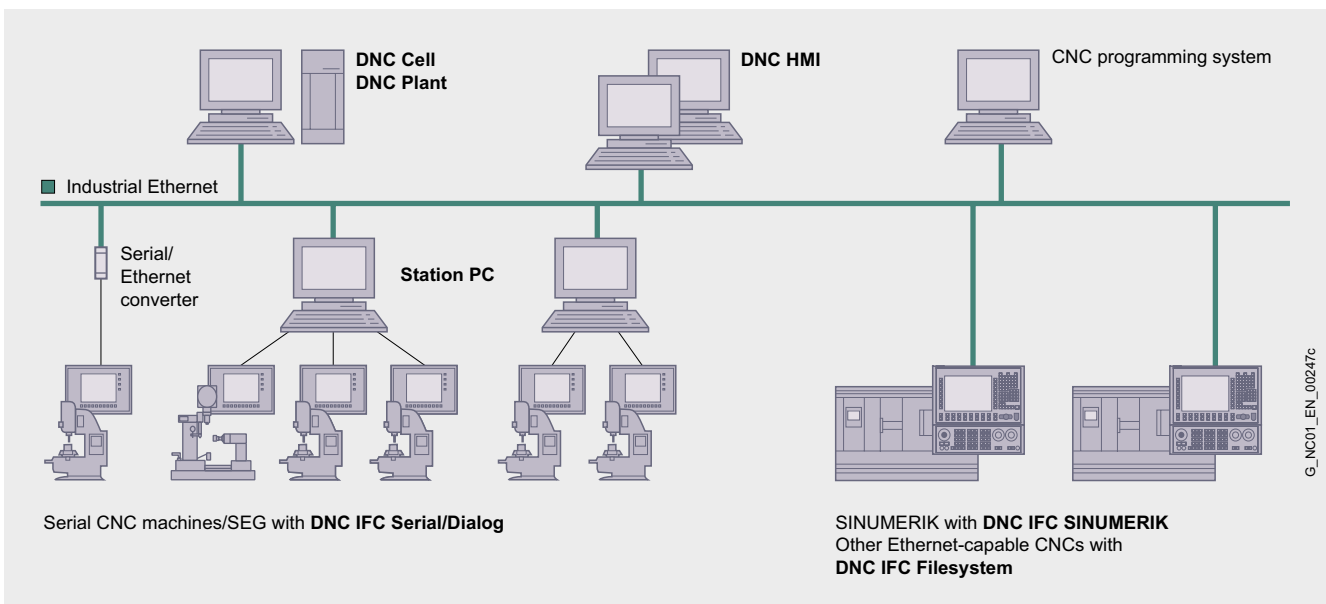 DNC Cell
DNC Plant
DNC HMI
CNC programming system
Industrial Ethernet
Serial/
Ethernet
converter
Station PC
G_NC01_EN_00247c
Serial CNC machines/SEG with DNC IFC Serial/Dialog
SINUMERIK with DNC IFC SINUMERIK
Other Ethernet-capable CNCs with
DNC IFC Filesystem